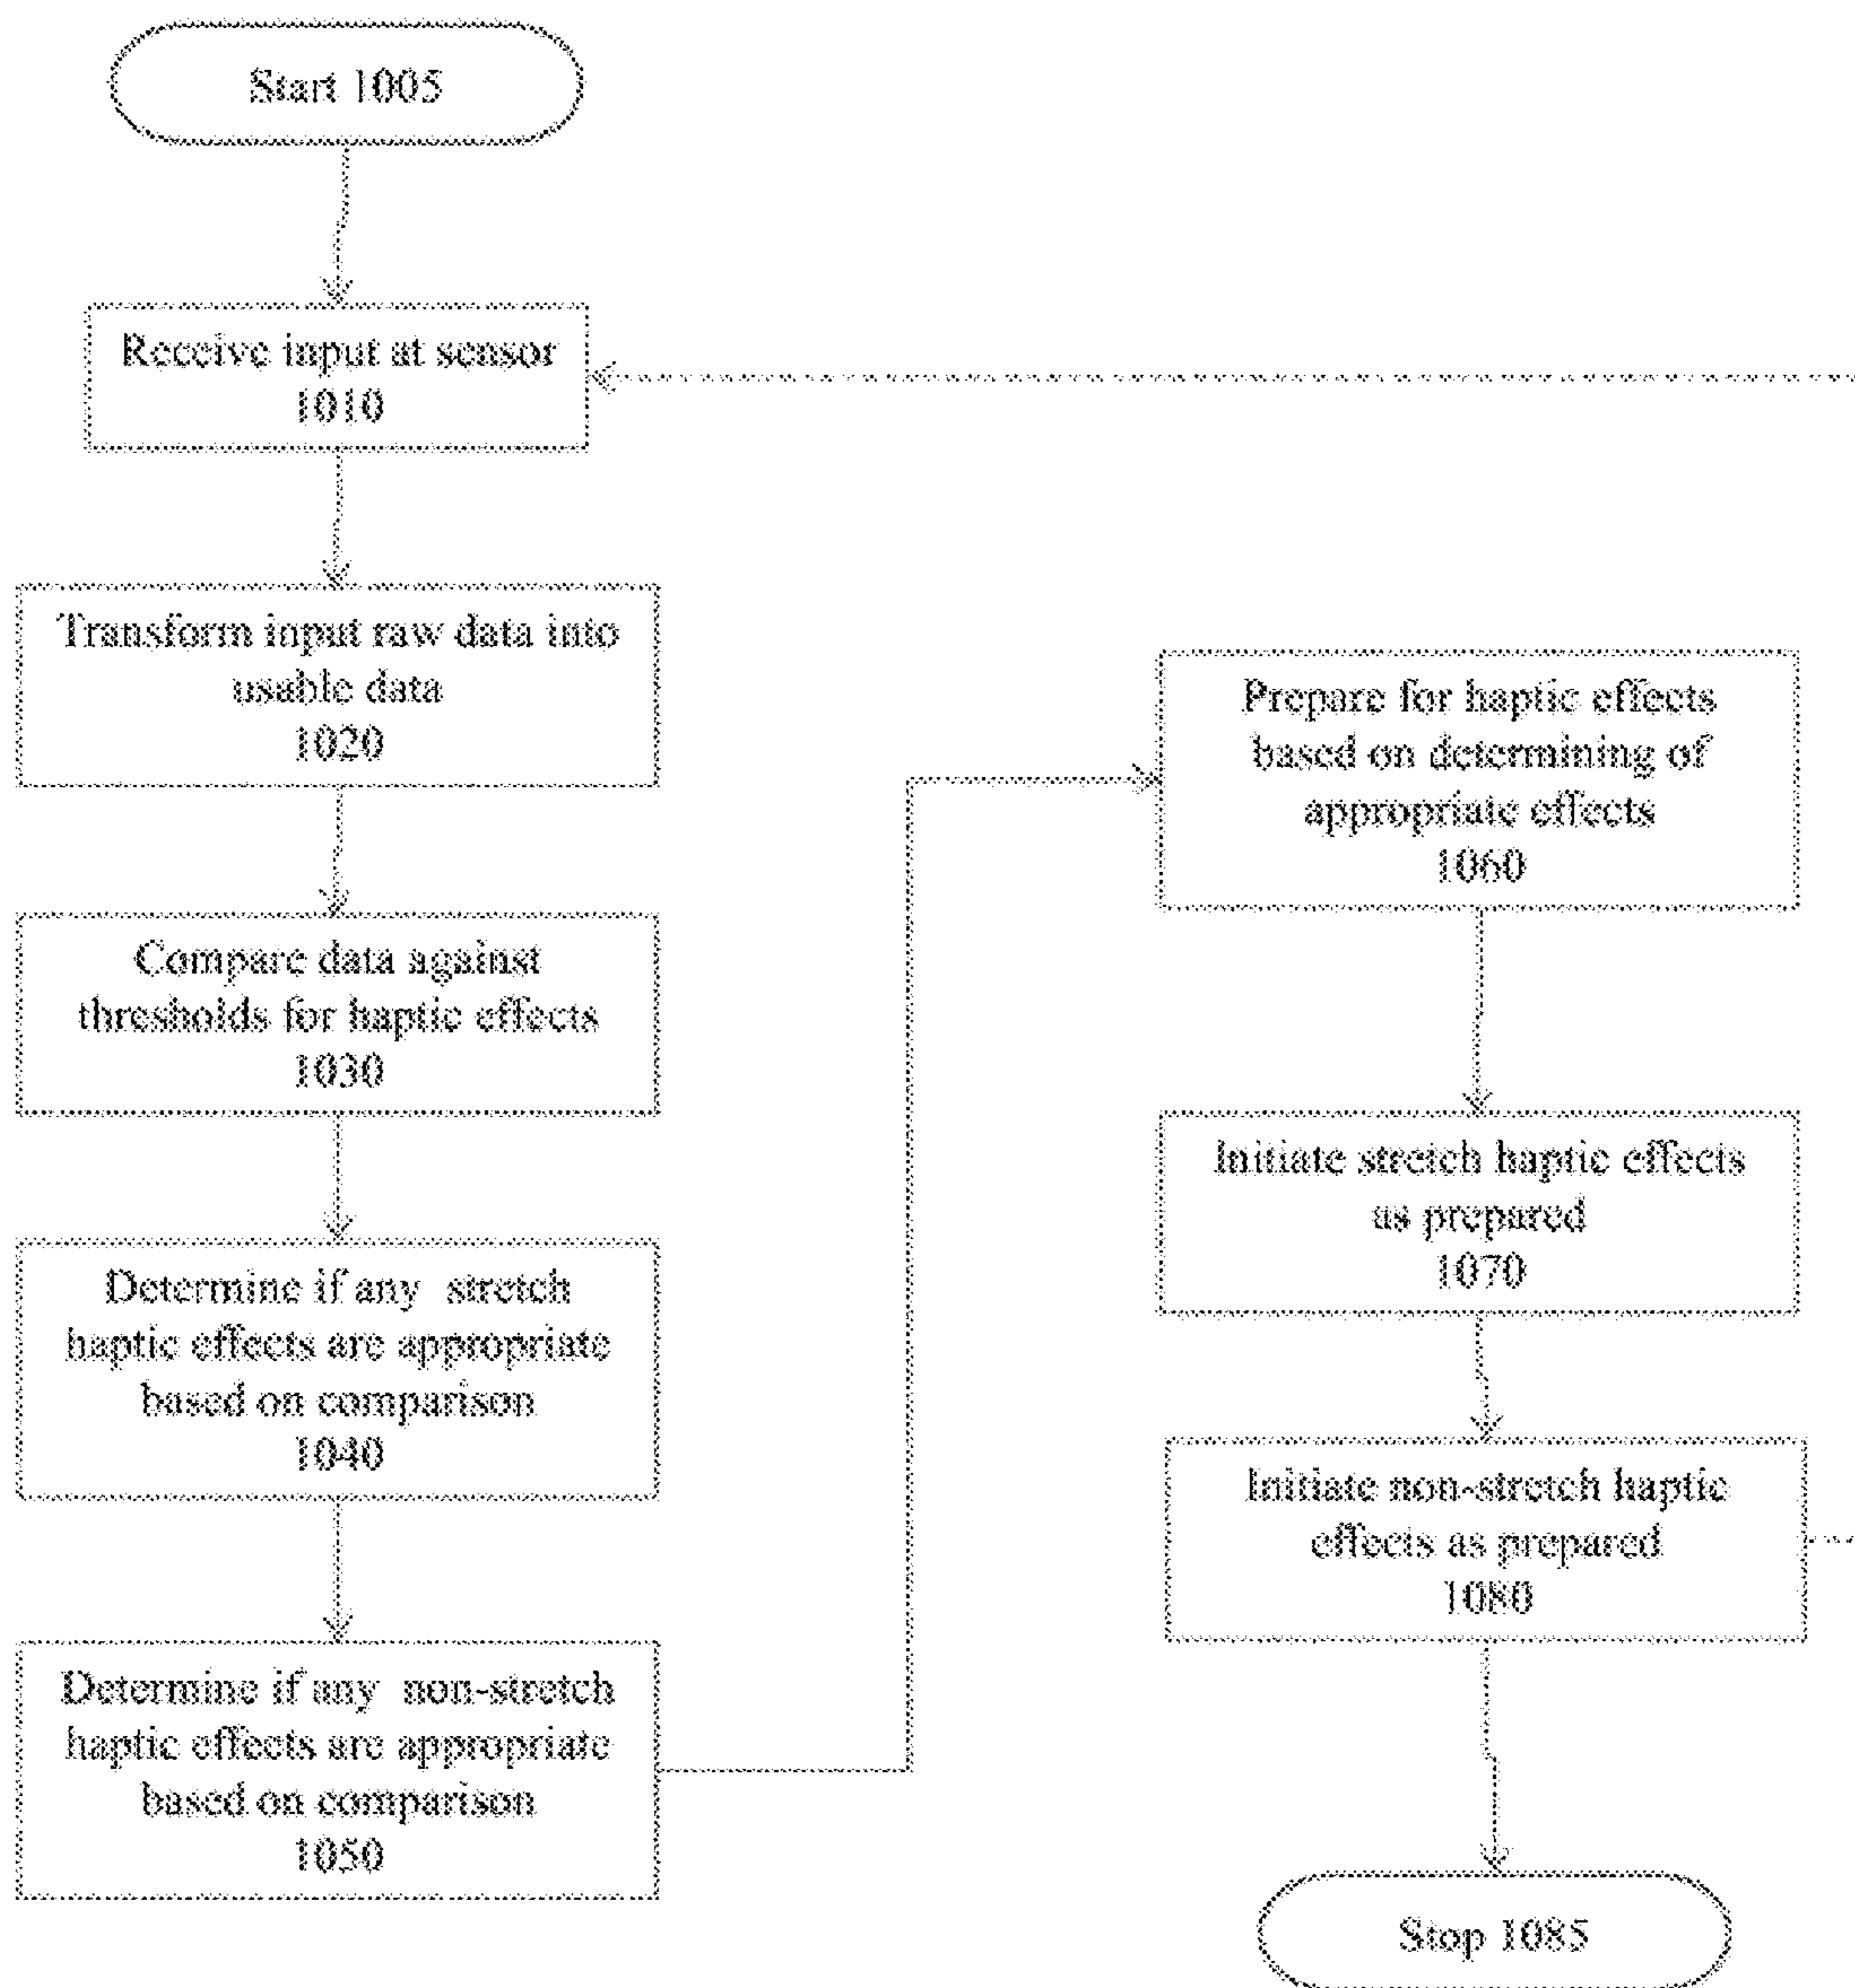 Start 1005
Receive input at sensor
1010
Transform input raw data into
usable data
1020
Compare data against
thresholds for haptic effects
1030
Determine if any stretch
haptic effects are appropriate
based on comparison
1040
Determine if any non-stretch
haptic effects are appropriate
based on comparison
1050
Prepare for haptic effects
based on determining of
appropriate effects
1060
Initiate stretch haptic effects
as prepared
1070
Initiate non-stretch haptic
effects as prepared
1080
Stop 1085